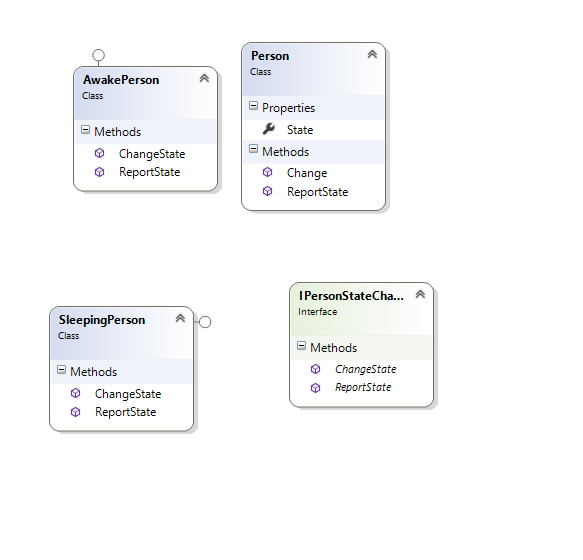 AwakePerson
Class
Methods
ChangeState
ReportState
Person
Class
Properties
State
Methods
Change
ReportState
SleepingPerson
Class
Methods
ChangeState
ReportState
IPersonStateCha...
Interface
Methods
ChangeState
ReportState